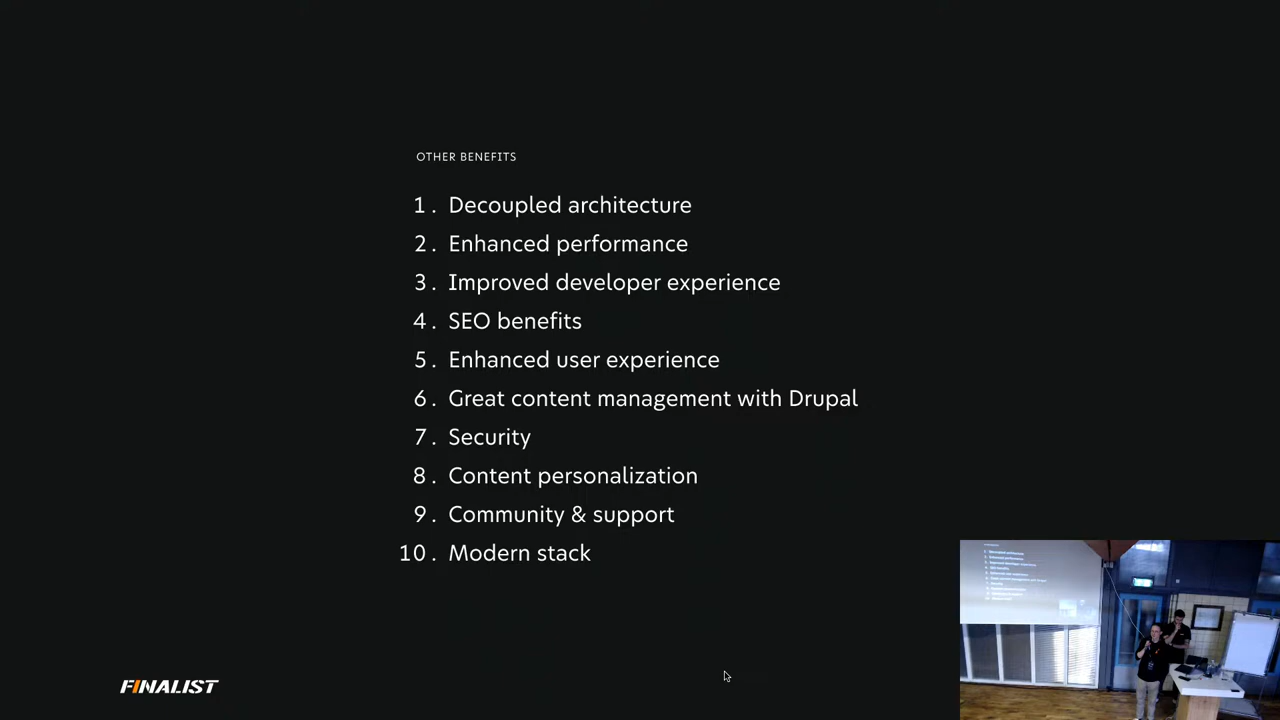 OTHER BENEFITS
1. Decoupled architecture
2. Enhanced performance
3. Improved developer experience
4. SEO benefits
5. Enhanced user experience
6. Great content management with Drupal
7. Security
8. Content personalization
9. Community & support
10. Modern stack
FINALIST